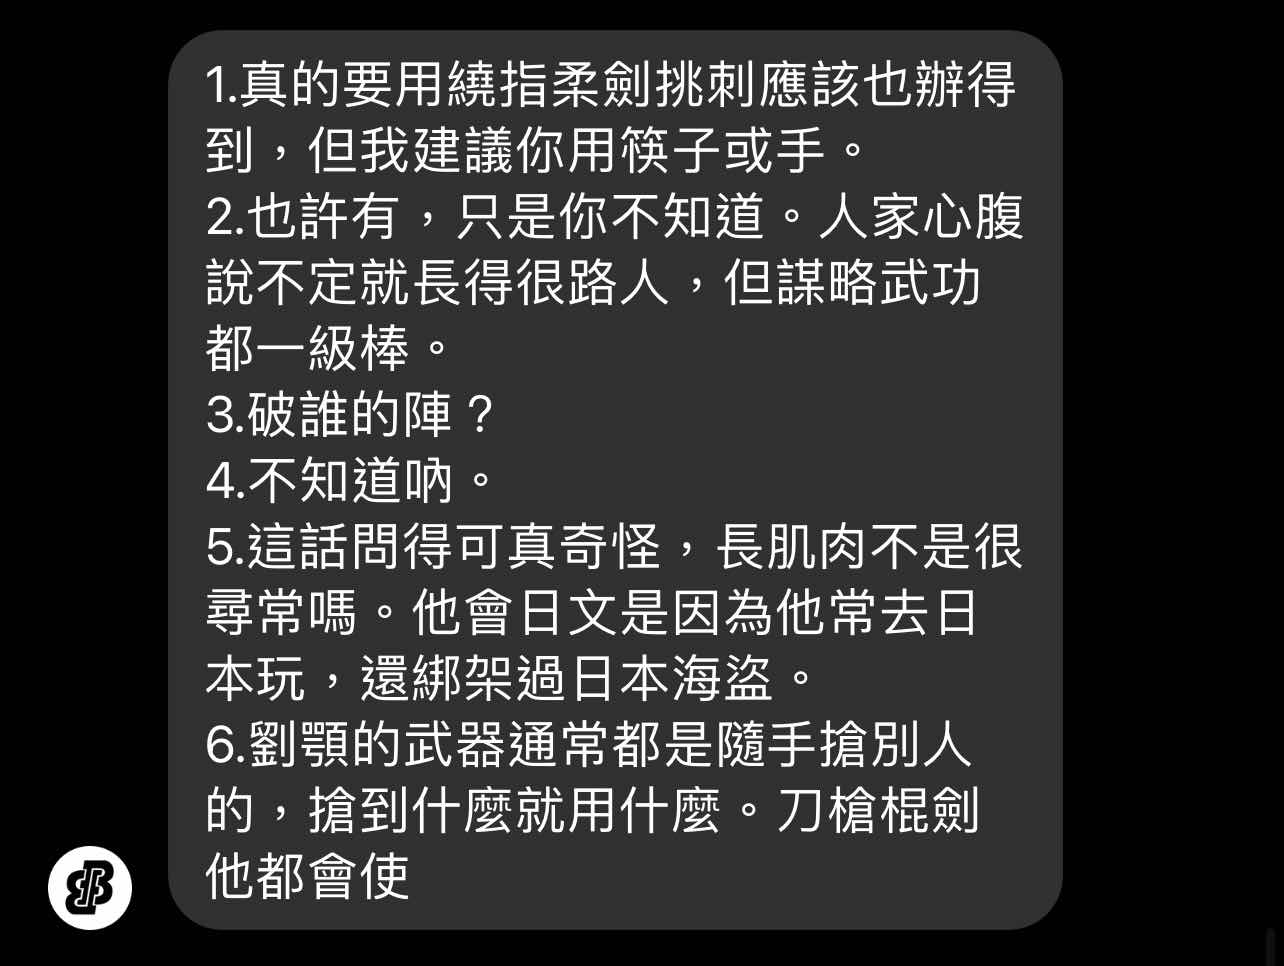 1.真的要用繞指柔劍挑刺應該也辦得
到，但我建議你用筷子或手。
2.也許有，只是你不知道。人家心腹
說不定就長得很路人，但謀略武功
都一級棒。
3.破誰的陣？
4.不知道吶。
5.這話問得可真奇怪，長肌肉不是很
尋常嗎。他會日文是因為他常去日
本玩，還綁架過日本海盜。
6.劉顎的武器通常都是隨手搶別人
的，搶到什麼就用什麼。刀槍棍劍
他都會使